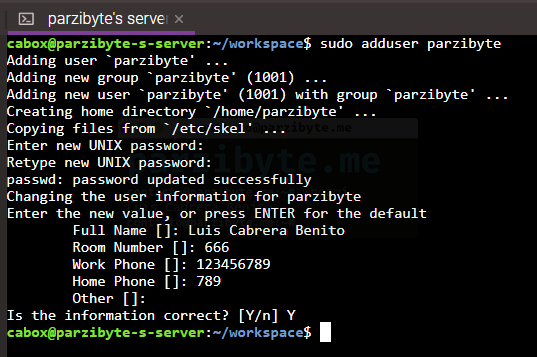 parzibyte's server
cabox@parzibyte-s-server:~/workspace$ sudo adduser parzibyte
Adding user `parzibyte' ...
Adding new group `parzibyte' (1001) ...
Adding new user `parzibyte' (1001) with group `parzibyte' ...
Creating home directory `/home/parzibyte' ...
Copying files from `/etc/skel' ...
Enter new UNIX password:
Retype new UNIX password:
passwd: password updated successfully
Changing the user information for parzibyte
Enter the new value, or press ENTER for the default
Full Name []: Luis Cabrera Benito
Room Number []: 666
Work Phone []: 123456789
Home Phone []: 789
Other []:
Is the information correct? [Y/n] Y
cabox@parzibyte-s-server:~/workspace$